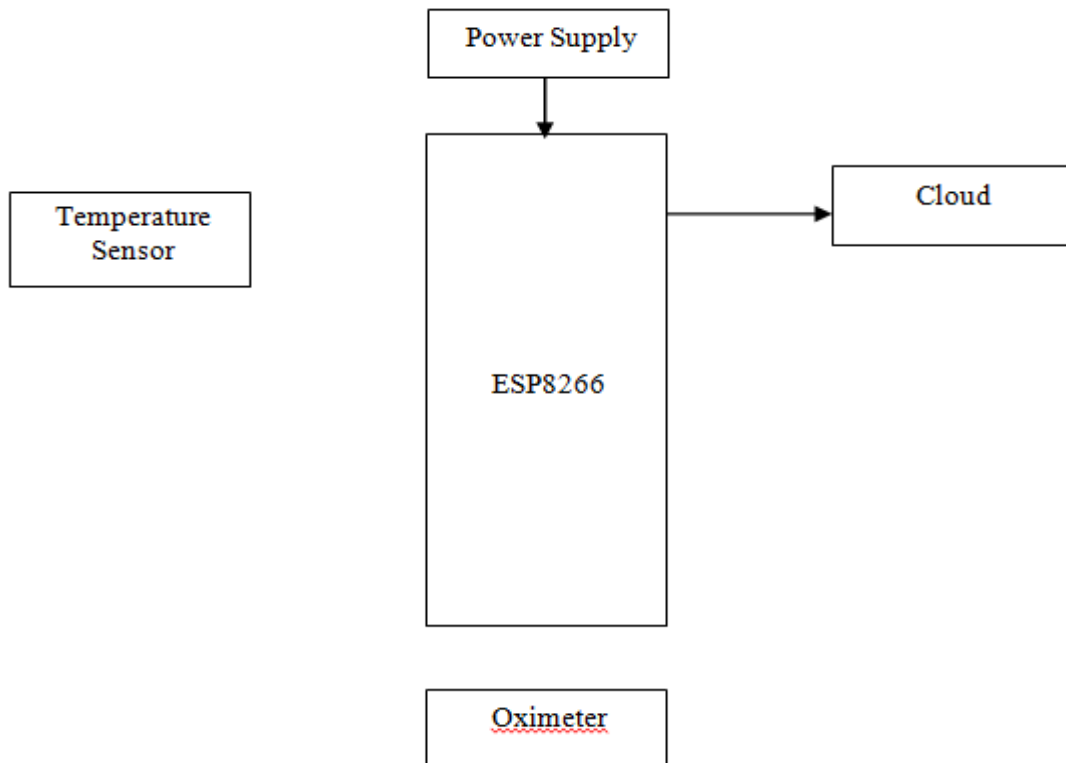 Power Supply
Temperature
Sensor
Cloud
ESP8266
Oximeter